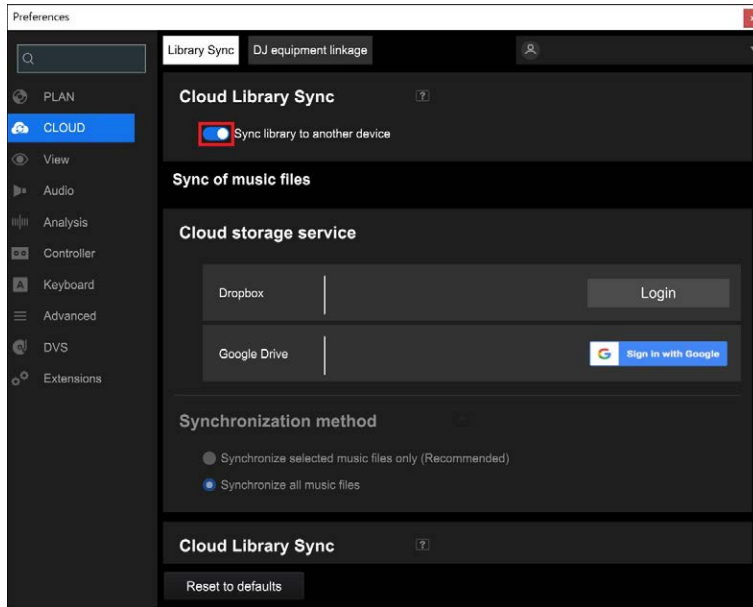 Preferences
PLAN
CLOUD
View
Audio
Analysis
Controller
A Keyboard
Advanced
DVS
Extensions
Library Sync
DJ equipment linkage
Cloud Library Sync ?
Sync library to another device
Sync of music files
Cloud storage service
Dropbox
Login
Google Drive
G Sign in with Google
Synchronization method
Synchronize selected music files only (Recommended)
Synchronize all music files
Cloud Library Sync ?
Reset to defaults